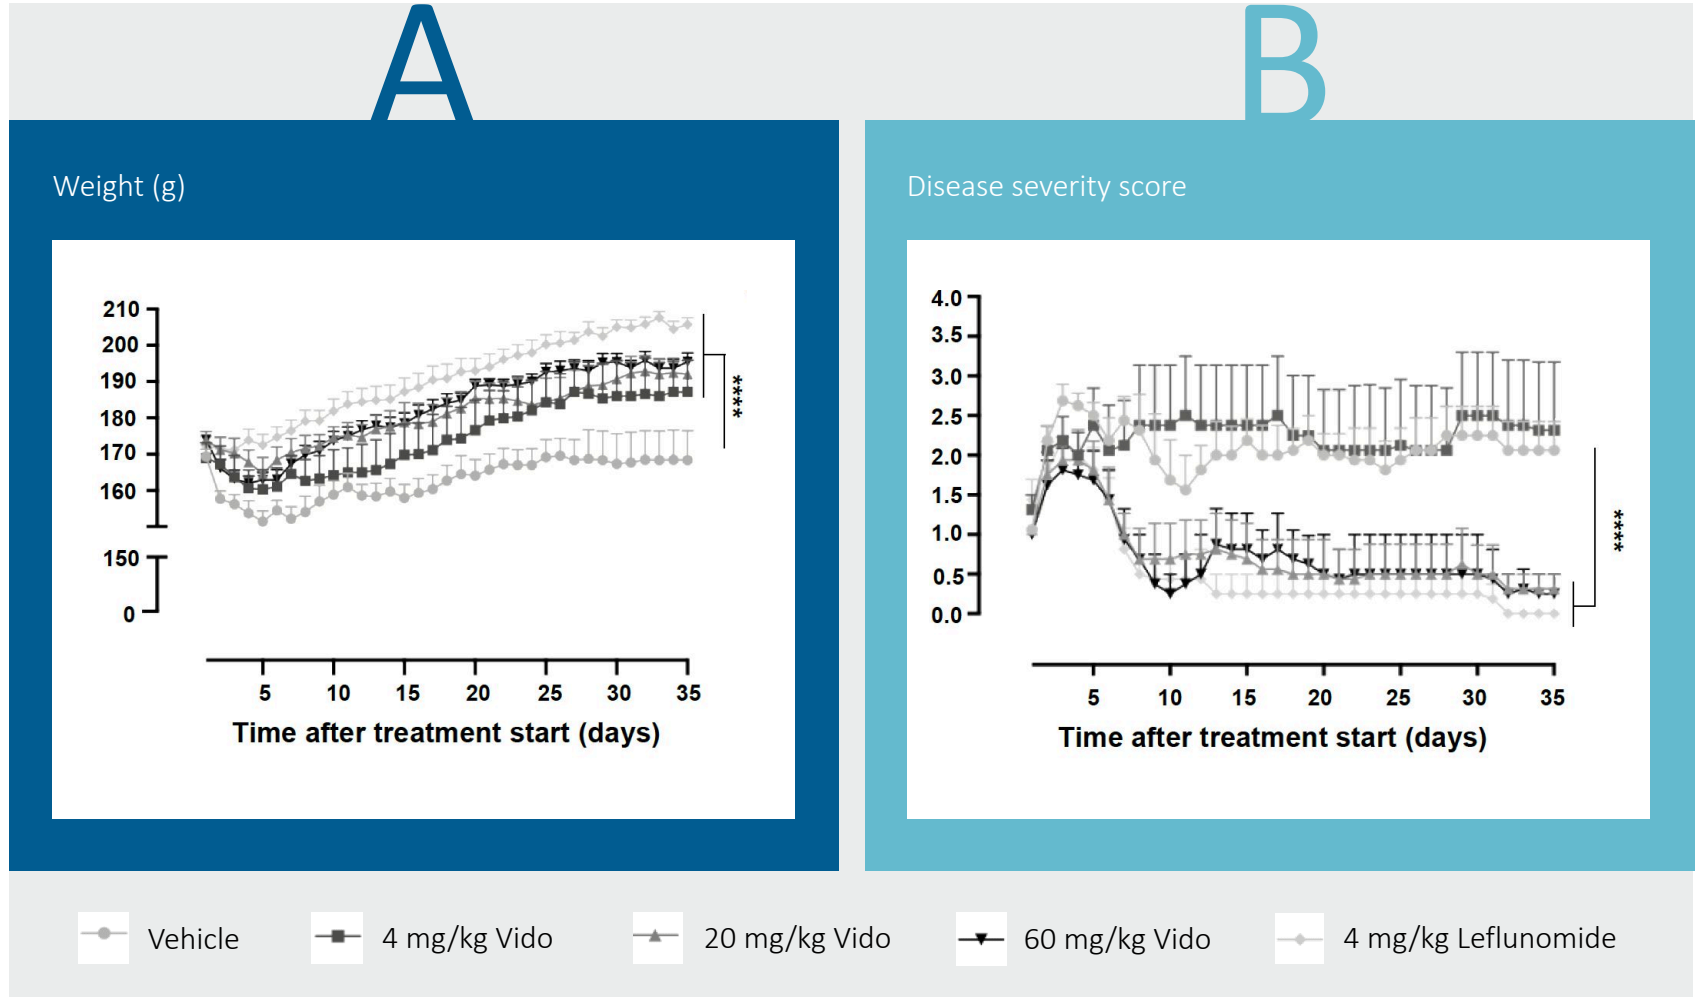 A
B
Weight (g)
Disease severity score
210
200
190
180
170
160
150
0
****
5 10 15 20 25 30 35
Time after treatment start (days)
4.0
3.5
3.0
2.5
2.0
1.5
1.0
0.5
0.0
****
5 10 15 20 25 30 35
Time after treatment start (days)
Vehicle
4 mg/kg Vido
20 mg/kg Vido
60 mg/kg Vido
4 mg/kg Leflunomide